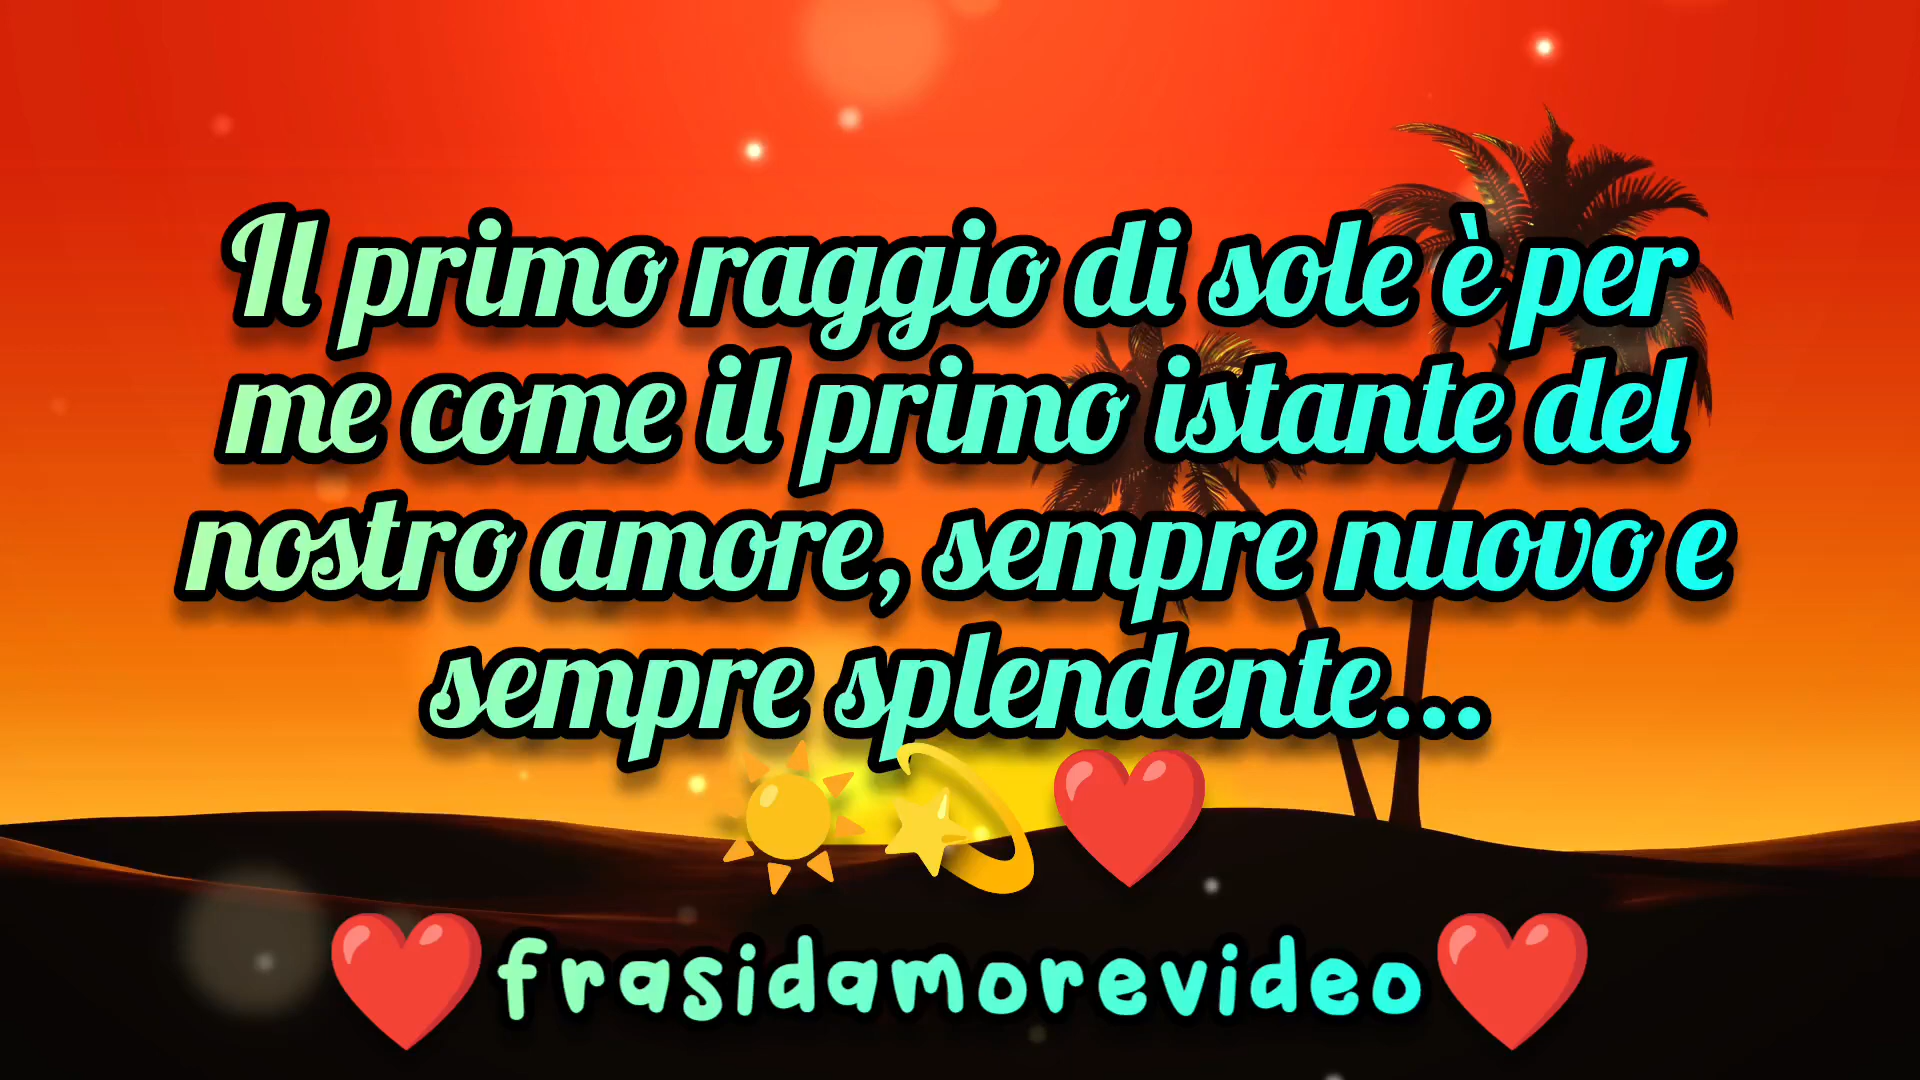 Il primo raggio di sole è per
me come il primo istante del
nostro amore, sempre nuovo e
sempre splendente...
☀️ 💫 ❤️
❤️frasidamorevideo❤️